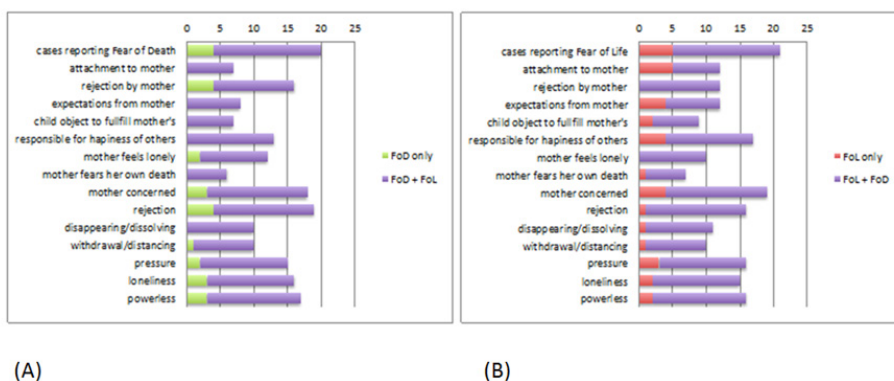 0 5 10 15 20 25
cases reporting Fear of Death
attachment to mother
rejection by mother
expectations from mother
child object to fullfill mother's
responsible for hapiness of others
mother feels lonely
mother fears her own death
mother concerned
rejection
disappearing/dissolving
withdrawal/distancing
pressure
loneliness
powerless
FoD only
FoD + FoL
(A)
0 5 10 15 20 25
cases reporting Fear of Life
attachment to mother
rejection by mother
expectations from mother
child object to fullfill mother's
responsible for hapiness of others
mother feels lonely
mother fears her own death
mother concerned
rejection
disappearing/dissolving
withdrawal/distancing
pressure
loneliness
powerless
FoL only
FoL + FoD
(B)